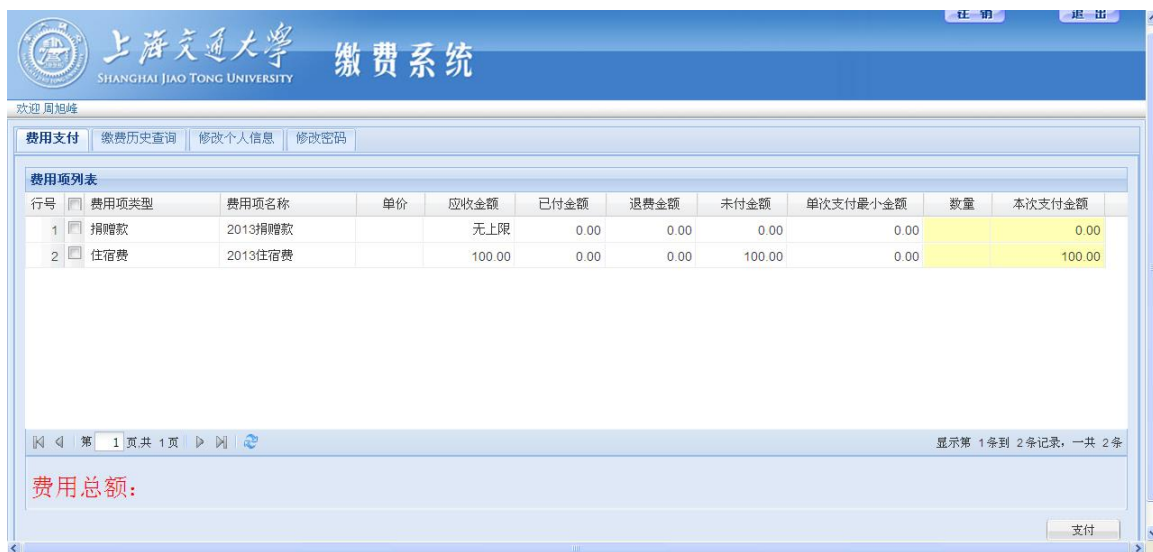 注 销 退 出
上海交通大学 缴费系统
SHANGHAI JIAO TONG UNIVERSITY
欢迎 周旭峰
费用支付 缴费历史查询 修改个人信息 修改密码
费用项列表
行号 费用项类型 费用项名称 单价 应收金额 已付金额 退费金额 未付金额 单次支付最小金额 数量 本次支付金额
1 捐赠款 2013捐赠款 无上限 0.00 0.00 0.00 0.00 0.00
2 住宿费 2013住宿费 100.00 0.00 0.00 100.00 0.00 100.00
第 1 页,共 1页 显示第 1条到 2条记录，一共 2条
费用总额：
支付